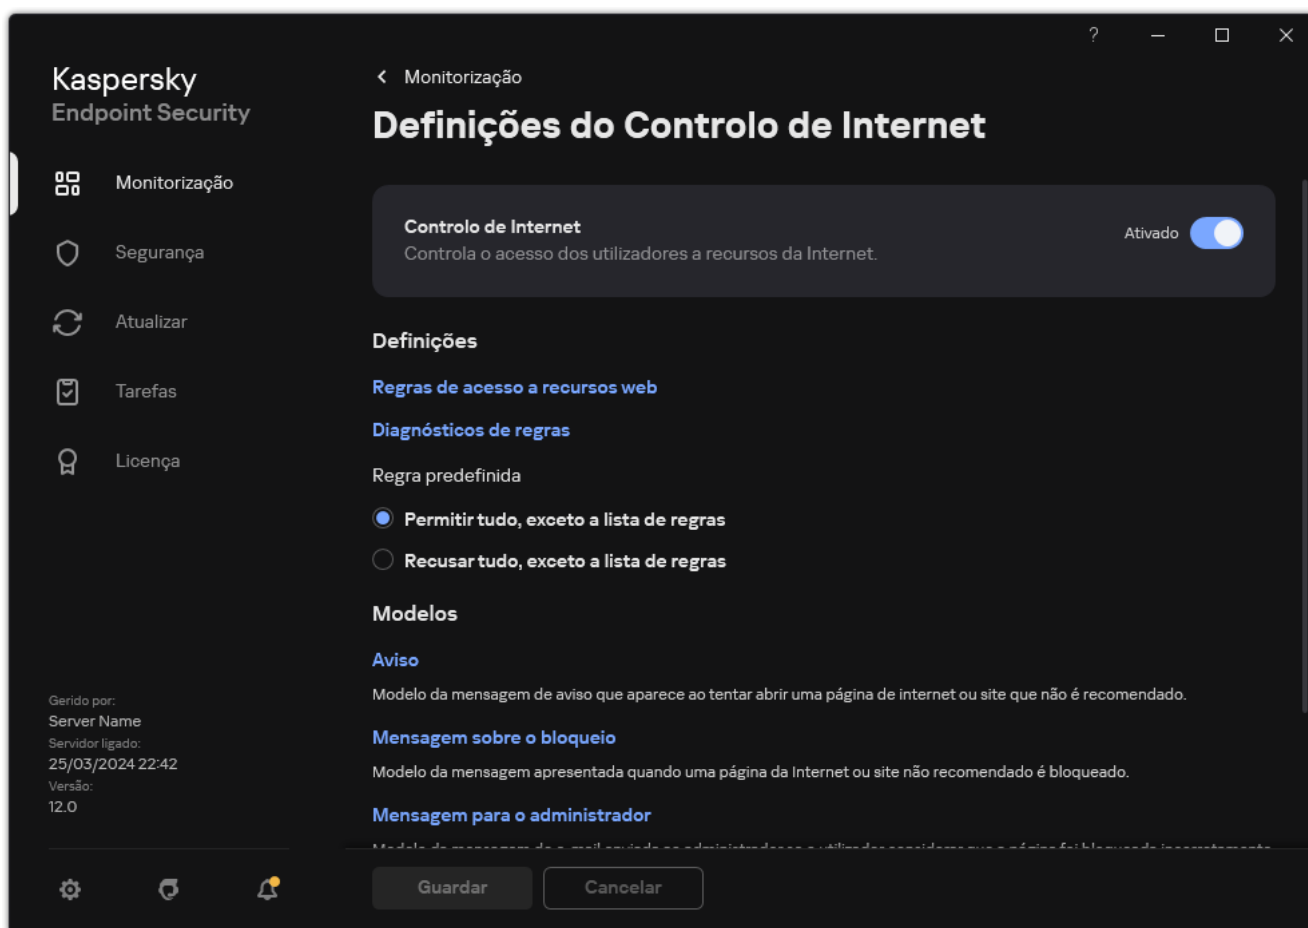 ?
Kaspersky
Endpoint Security
Monitorização
Segurança
Atualizar
Tarefas
Licença
Gerido por:
Server Name
Servidor ligado:
25/03/2024 22:42
Versão:
12.0
Monitorização
Definições do Controlo de Internet
Controlo de Internet
Ativado
Controla o acesso dos utilizadores a recursos da Internet.
Definições
Regras de acesso a recursos web
Diagnósticos de regras
Regra predefinida
Permitir tudo, exceto a lista de regras
Recusar tudo, exceto a lista de regras
Modelos
Aviso
Modelo da mensagem de aviso que aparece ao tentar abrir uma página de internet ou site que não é recomendado.
Mensagem sobre o bloqueio
Modelo da mensagem apresentada quando uma página da Internet ou site não recomendado é bloqueado.
Mensagem para o administrador
Guardar
Cancelar